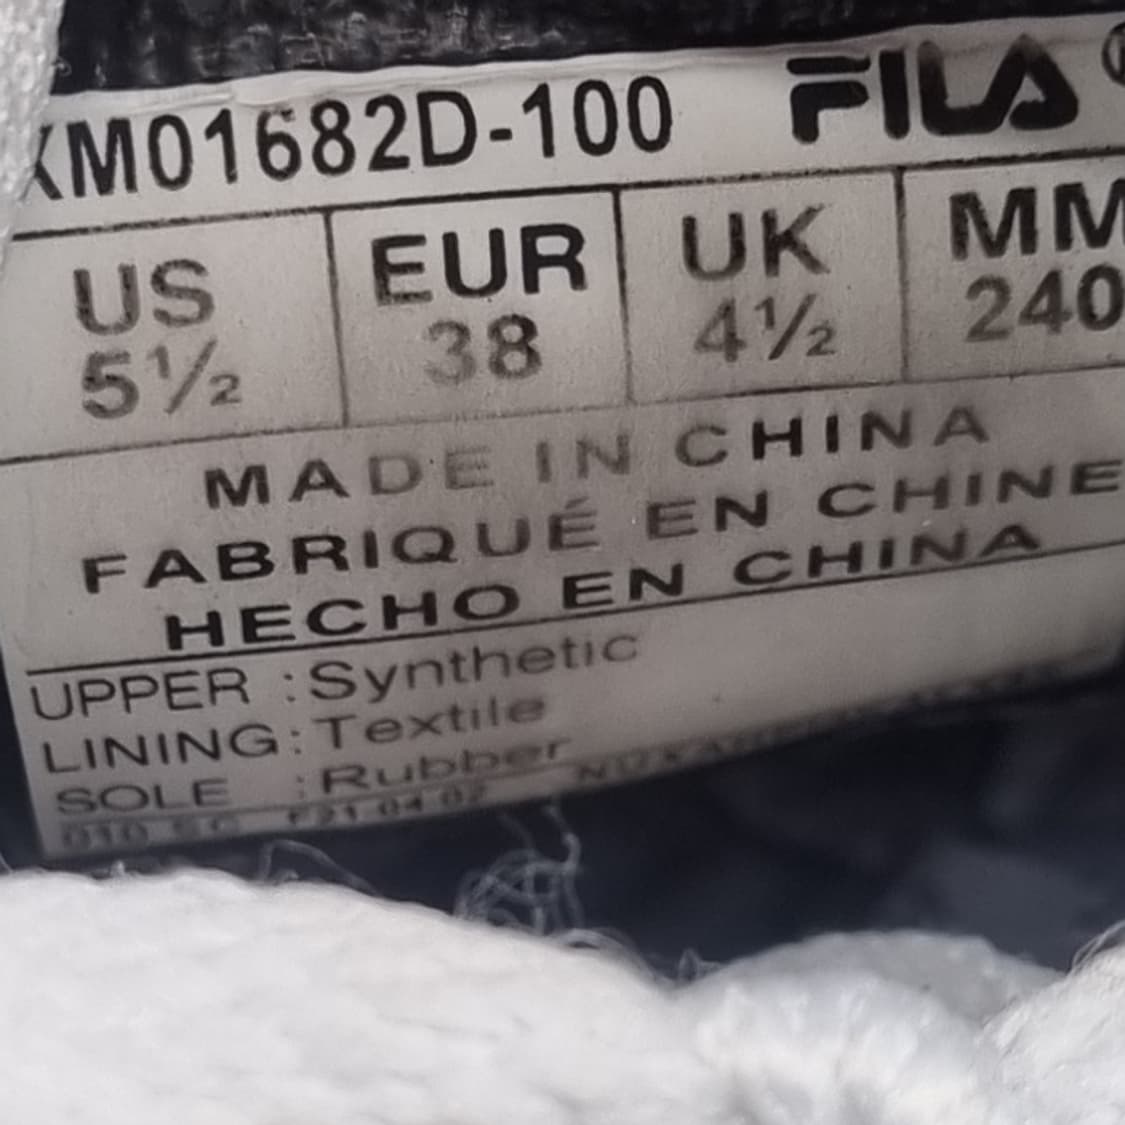 XM01682D-100 FILA
US EUR UK MM
5½ 38 4½ 240
MADE IN CHINA
FABRIQUÉ EN CHINE
HECHO EN CHINA
UPPER :Synthetic
LINING:Textile
SOLE :Rubber